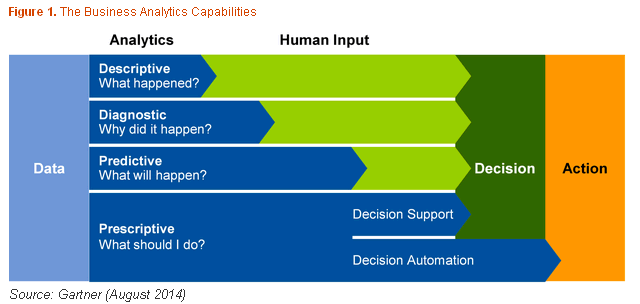 Figure 1. The Business Analytics Capabilities
Analytics
Human Input
Descriptive
What happened?
Diagnostic
Why did it happen?
Predictive
What will happen?
Data
Decision
Action
Decision Support
Prescriptive
What should I do?
Decision Automation
Source: Gartner (August 2014)